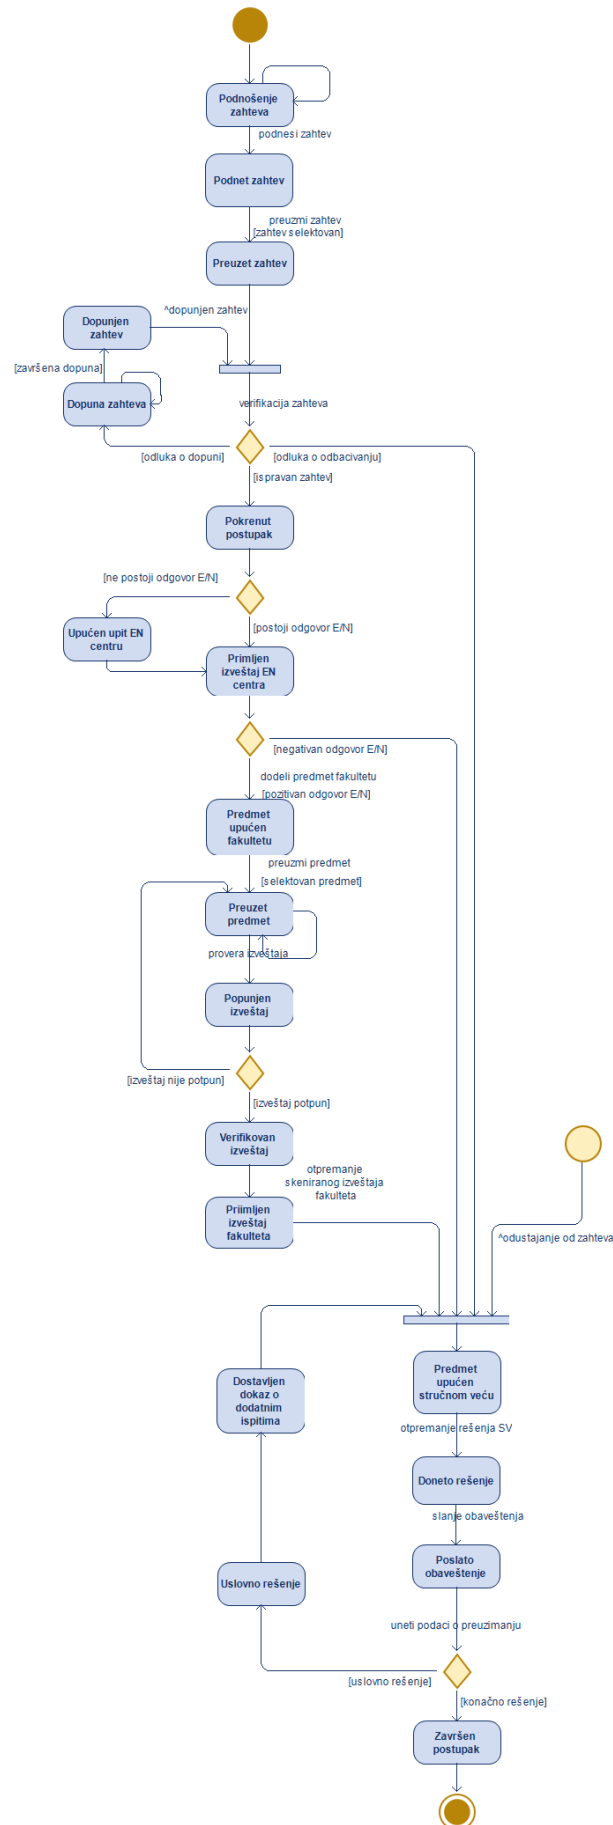 Podnošenje
zahteva
podnesi zahtev
Podnet zahtev
preuzmi zahtev
[zahtev selektovan]
Preuzet zahtev
^dopunjen zahtev
Dopunjen
zahtev
[završena dopuna]
Dopuna zahteva
verifikacija zahteva
[odluka o dopuni]
[odluka o odbacivanju]
[ispravan zahtev]
Pokrenut
postupak
[ne postoji odgovor E/N]
[postoji odgovor E/N]
Upućen upit EN
centru
Primljen
izveštaj EN
centra
[negativan odgovor E/N]
dodeli predmet fakultetu
[pozitivan odgovor E/N]
Predmet
upućen
fakultetu
preuzmi predmet
[selektovan predmet]
Preuzet
predmet
provera izveštaja
Popunjen
izveštaj
[izveštaj nije potpun]
[izveštaj potpun]
Verifikovan
izveštaj
otpremanje
skeniranog izveštaja
fakulteta
Priimljen
izveštaj
fakulteta
^odustajanje od zahteva
Predmet
upućen
stručnom veću
Dostavljen
dokaz o
dodatnim
ispitima
otpremanje rešenja SV
Doneto rešenje
slanje obaveštenja
Poslato
obaveštenje
Uslovno rešenje
uneti podaci o preuzimanju
[uslovno rešenje]
[konačno rešenje]
Završen
postupak